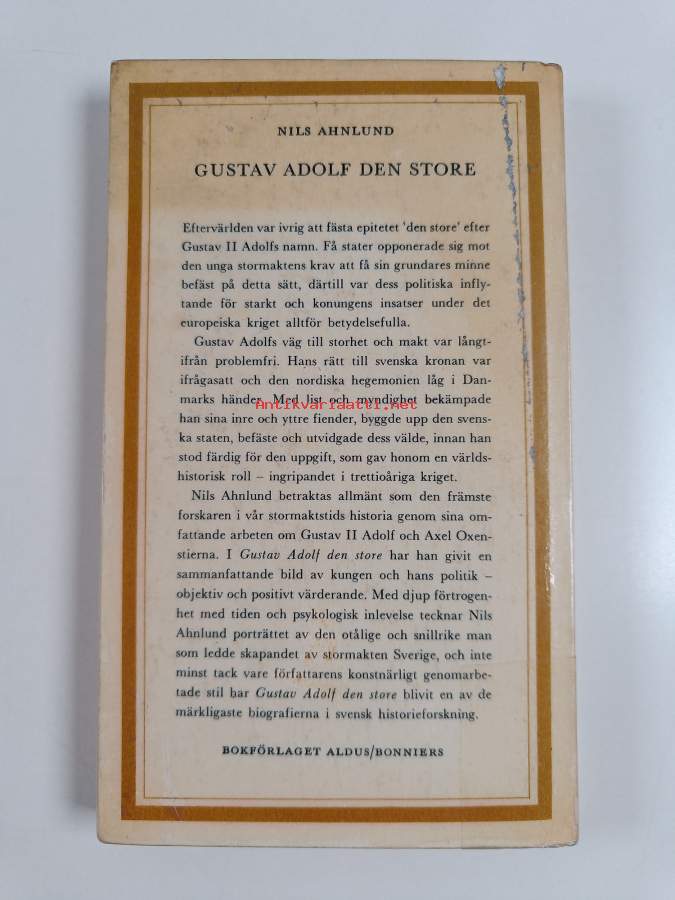 NILS AHNLUND
GUSTAV ADOLF DEN STORE
Eftervärlden var ivrig att fästa epitetet 'den store' efter
Gustav II Adolfs namn. Få stater opponerade sig mot
den unga stormaktens krav att få sin grundares minne
befäst på detta sätt, därtill var dess politiska infly-
tande för starkt och konungens insatser under det
europeiska kriget alltför betydelsefulla.
Gustav Adolfs väg till storhet och makt var långt-
ifrån problemfri. Hans rätt till svenska kronan var
ifrågasatt och den nordiska hegemonien låg i Dan-
marks händer. Med list och myndighet bekämpade
Antikvariaatti.net
han sina inre och yttre fiender, byggde upp den svens-
ka staten, befäste och utvidgade dess välde, innan han
stod färdig för den uppgift, som gav honom en världs-
historisk roll – ingripandet i trettioåriga kriget.
Nils Ahnlund betraktas allmänt som den främste
forskaren i vår stormaktstids historia genom sina om-
fattande arbeten om Gustav II Adolf och Axel Oxen-
stierna. I Gustav Adolf den store har han givit en
sammanfattande bild av kungen och hans politik –
objektiv och positivt värderande. Med djup förtrogen-
het med tiden och psykologisk inlevelse tecknar Nils
Ahnlund porträttet av den otålige och snillrike man
som ledde skapandet av stormakten Sverige, och inte
minst tack vare författarens konstnärligt genomarbe-
tade stil har Gustav Adolf den store blivit en av de
märkligaste biografierna i svensk historieforskning.
BOKFÖRLAGET ALDUS/BONNIERS